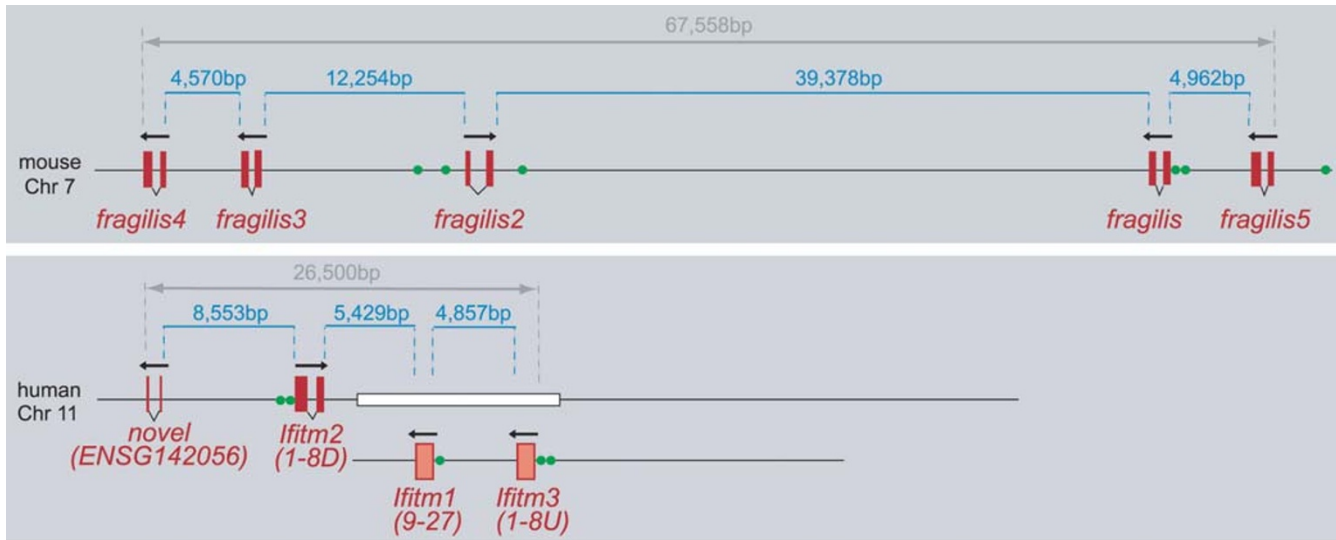 67,558bp
4,570bp 12,254bp 39,378bp 4,962bp
mouse
Chr 7
fragilis4 fragilis3 fragilis2 fragilis fragilis5
26,500bp
8,553bp 5,429bp 4,857bp
human
Chr 11
novel Ifitm2
(ENSG142056) (1-8D)
Ifitm1 Ifitm3
(9-27) (1-8U)